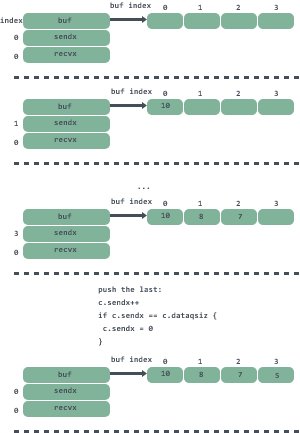 buf index 0 1 2 3
index buf
0 sendx
0 recvx
buf index 0 1 2 3
buf 10
1 sendx
0 recvx
...
buf index 0 1 2 3
buf 10 8 7
3 sendx
0 recvx
push the last:
c.sendx++
if c.sendx == c.dataqsiz {
c.sendx = 0
}
buf index 0 1 2 3
buf 10 8 7 5
0 sendx
0 recvx